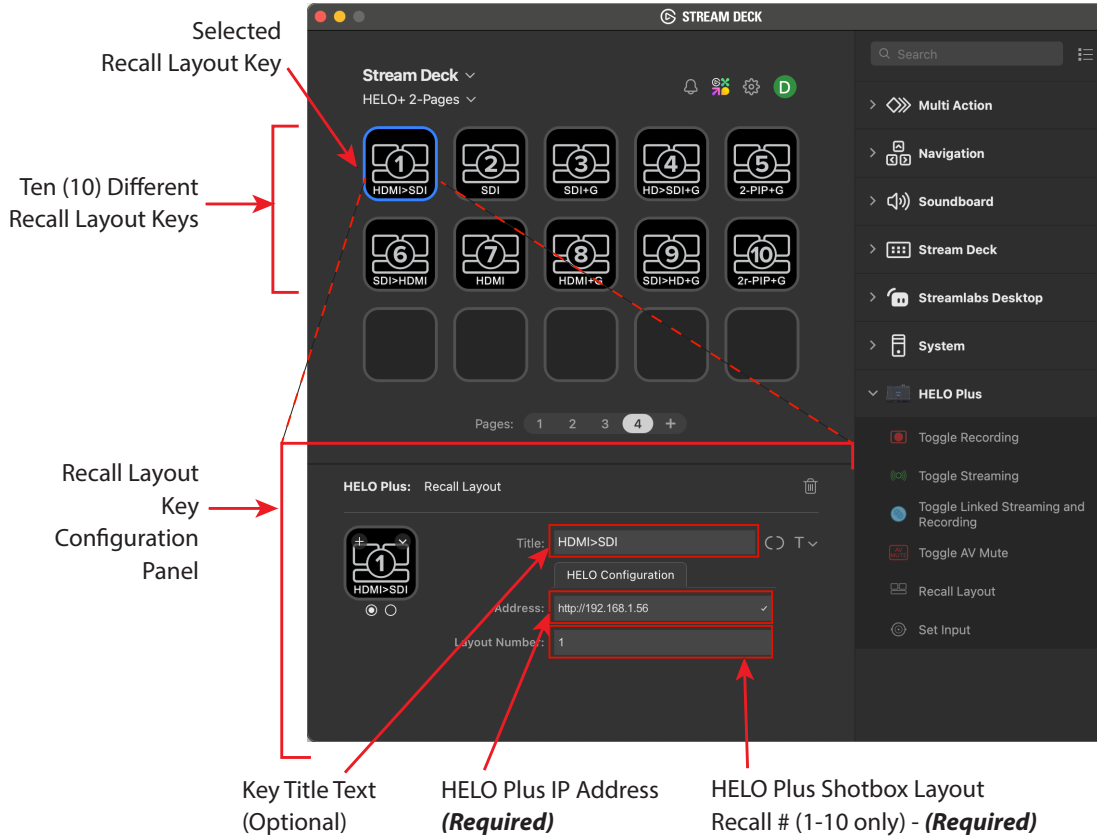 STREAM DECK
Selected
Recall Layout Key
Search
Stream Deck
HELO+ 2-Pages
D
Multi Action
1
HDMI>SDI
2
SDI
3
SDI+G
4
HD>SDI+G
5
2-PIP+G
Navigation
Ten (10) Different
Recall Layout Keys
Soundboard
6
SDI>HDMI
7
HDMI
8
HDMI+G
9
SDI>HD+G
10
2r-PIP+G
Stream Deck
Streamlabs Desktop
System
HELO Plus
Pages: 1 2 3 4 +
Toggle Recording
Toggle Streaming
Toggle Linked Streaming and
Recording
AV
MUTE
Toggle AV Mute
Recall Layout
Set Input
Recall Layout
Key
Configuration
Panel
HELO Plus: Recall Layout
1
HDMI>SDI
Title: HDMI>SDI
T
HELO Configuration
Address: http://192.168.1.56
Layout Number: 1
Key Title Text
(Optional)
HELO Plus IP Address
(Required)
HELO Plus Shotbox Layout
Recall # (1-10 only) - (Required)